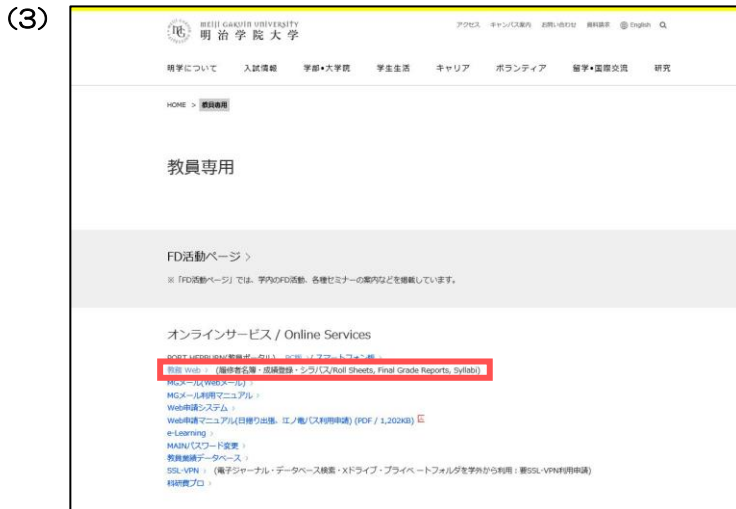 (3)
MEIJI GAKUIN UNIVERSITY
明治学院大学
アクセス キャンパス案内 お問い合わせ 資料請求 English
明学について 入試情報 学部・大学院 学生生活 キャリア ボランティア 留学・国際交流 研究
HOME > 教員専用
教員専用
FD活動ページ >
※「FD活動ページ」では、学内のFD活動、各種セミナーの案内などを掲載しています。
オンラインサービス / Online Services
PORT HEPBURN(教員ポータル) PC版 > / スマートフォン版 >
教務 Web > (履修者名簿・成績登録・シラバス/Roll Sheets, Final Grade Reports, Syllabi)
MGメール(Webメール) >
MGメール利用マニュアル >
Web申請システム >
Web申請マニュアル(日帰り出張、江ノ電バス利用申請) (PDF / 1,202KB)
e-Learning >
MAINパスワード変更 >
教員業績データベース >
SSL-VPN > (電子ジャーナル・データベース検索・Xドライブ・プライベートフォルダを学外から利用:要SSL-VPN利用申請)
科研費プロ >